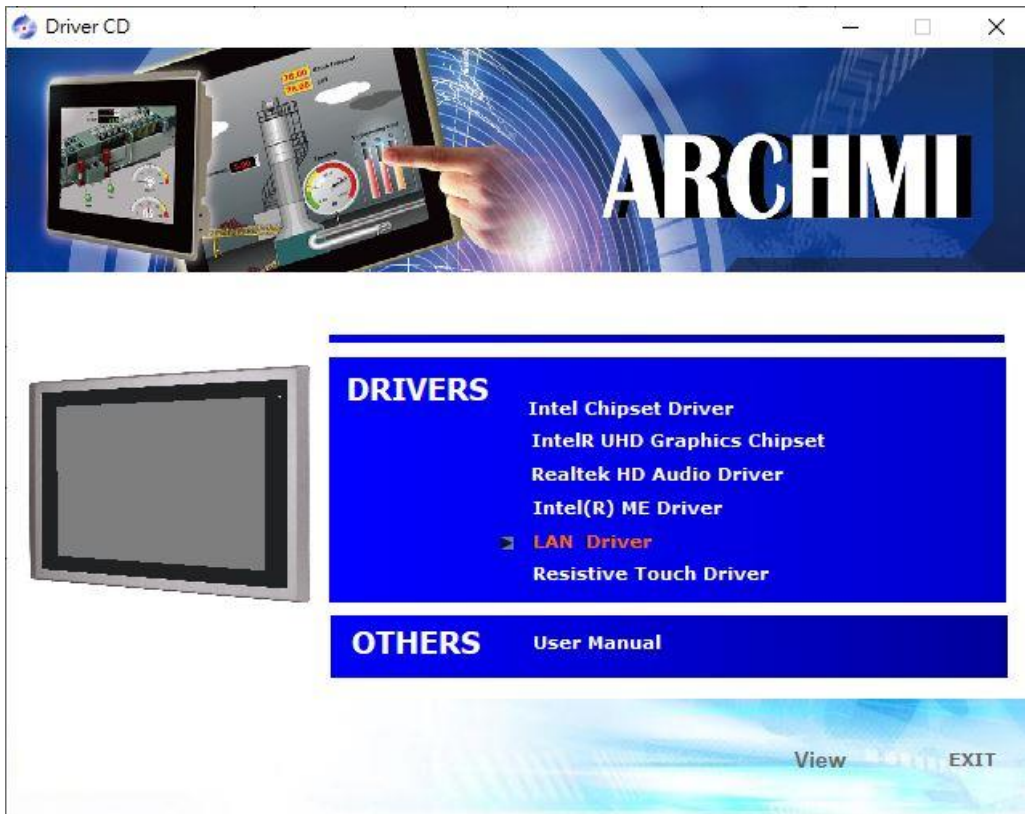 Driver CD
ARCHMI
DRIVERS
Intel Chipset Driver
IntelR UHD Graphics Chipset
Realtek HD Audio Driver
Intel(R) ME Driver
LAN Driver
Resistive Touch Driver
OTHERS
User Manual
View
EXIT